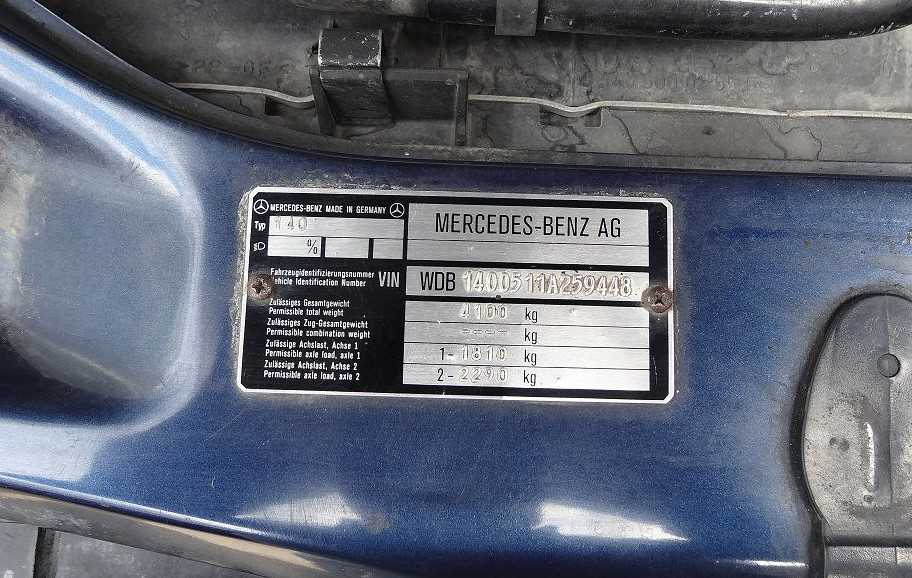 MERCEDES-BENZ MADE IN GERMANY
Typ 140
%
MERCEDES-BENZ AG
Fahrzeugidentifizierungsnummer
Vehicle Identification Number VIN WDB 1400511A259448
Zulässiges Gesamtgewicht
Permissible total weight 4100 kg
Zulässiges Zug-Gesamtgewicht
Permissible combination weight ---- kg
Zulässige Achslast, Achse 1
Permissible axle load, axle 1 1-1810 kg
Zulässige Achslast, Achse 2
Permissible axle load, axle 2 2-2290 kg